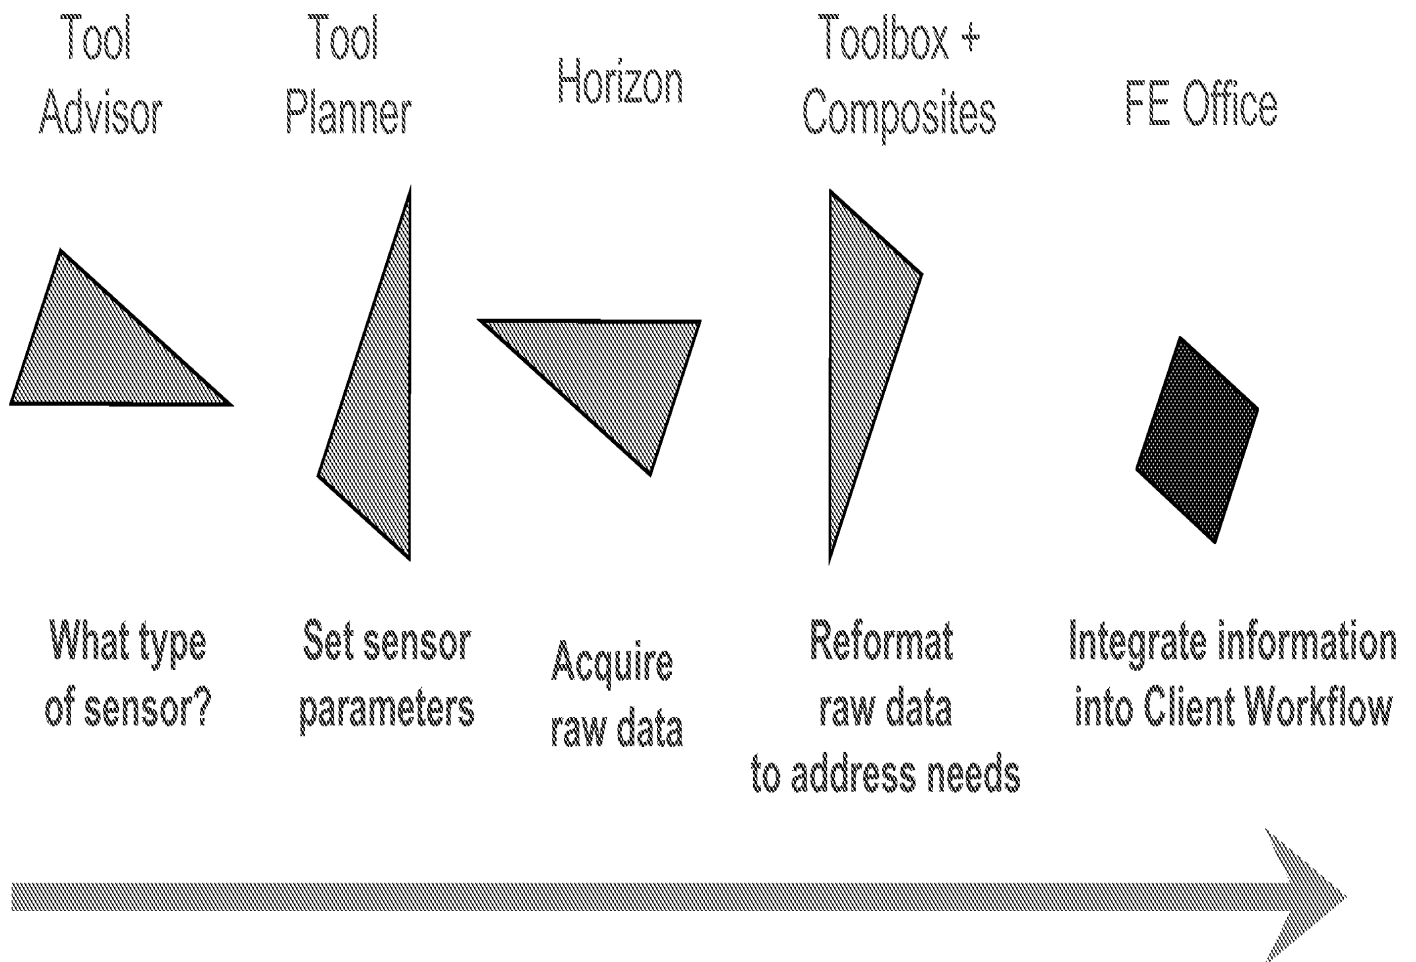 Tool
Advisor
Tool
Planner
Horizon
Toolbox +
Composites
FE Office
What type
of sensor?
Set sensor
parameters
Acquire
raw data
Reformat
raw data
to address needs
Integrate information
into Client Workflow